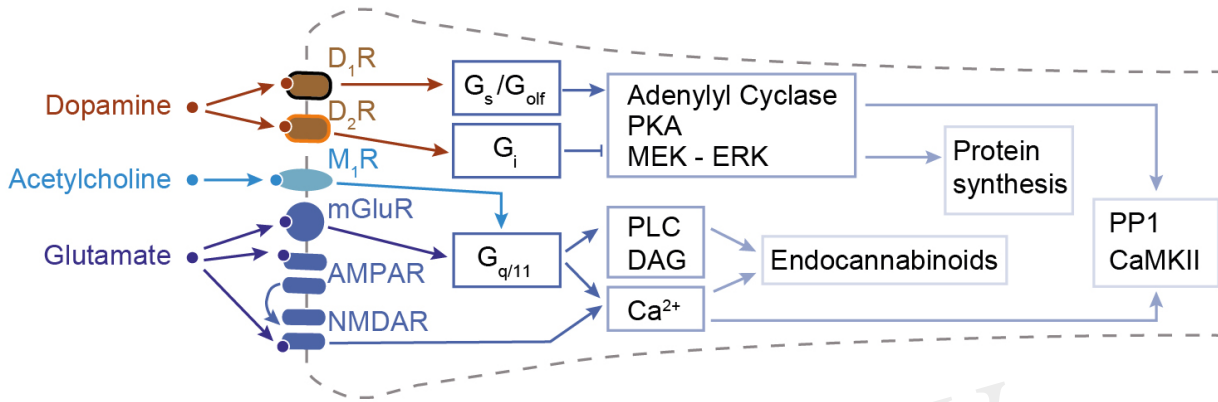 D₁R
Dopamine
D₂R
Gₛ/Gₒₗf
Gᵢ
Adenylyl Cyclase
PKA
MEK - ERK
Protein
synthesis
Acetylcholine
M₁R
mGluR
Glutamate
AMPAR
NMDAR
G_q/11
PLC
DAG
Ca²⁺
Endocannabinoids
PP1
CaMKII